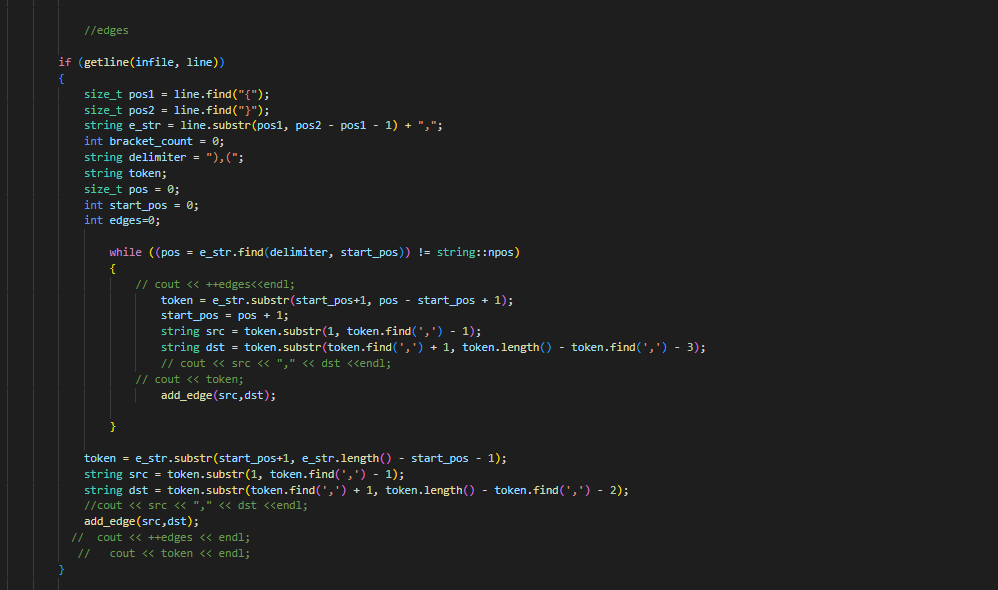 //edges
if (getline(infile, line))
{
size_t pos1 = line.find("{");
size_t pos2 = line.find("}");
string e_str = line.substr(pos1, pos2 - pos1 - 1) + ",";
int bracket_count = 0;
string delimiter = "),(";
string token;
size_t pos = 0;
int start_pos = 0;
int edges=0;
while ((pos = e_str.find(delimiter, start_pos)) != string::npos)
{
// cout << ++edges<<endl;
token = e_str.substr(start_pos+1, pos - start_pos + 1);
start_pos = pos + 1;
string src = token.substr(1, token.find(',') - 1);
string dst = token.substr(token.find(',') + 1, token.length() - token.find(',') - 3);
// cout << src << "," << dst <<endl;
// cout << token;
add_edge(src,dst);
}
token = e_str.substr(start_pos+1, e_str.length() - start_pos - 1);
string src = token.substr(1, token.find(',') - 1);
string dst = token.substr(token.find(',') + 1, token.length() - token.find(',') - 2);
//cout << src << "," << dst <<endl;
add_edge(src,dst);
//  cout << ++edges << endl;
//   cout << token << endl;
}